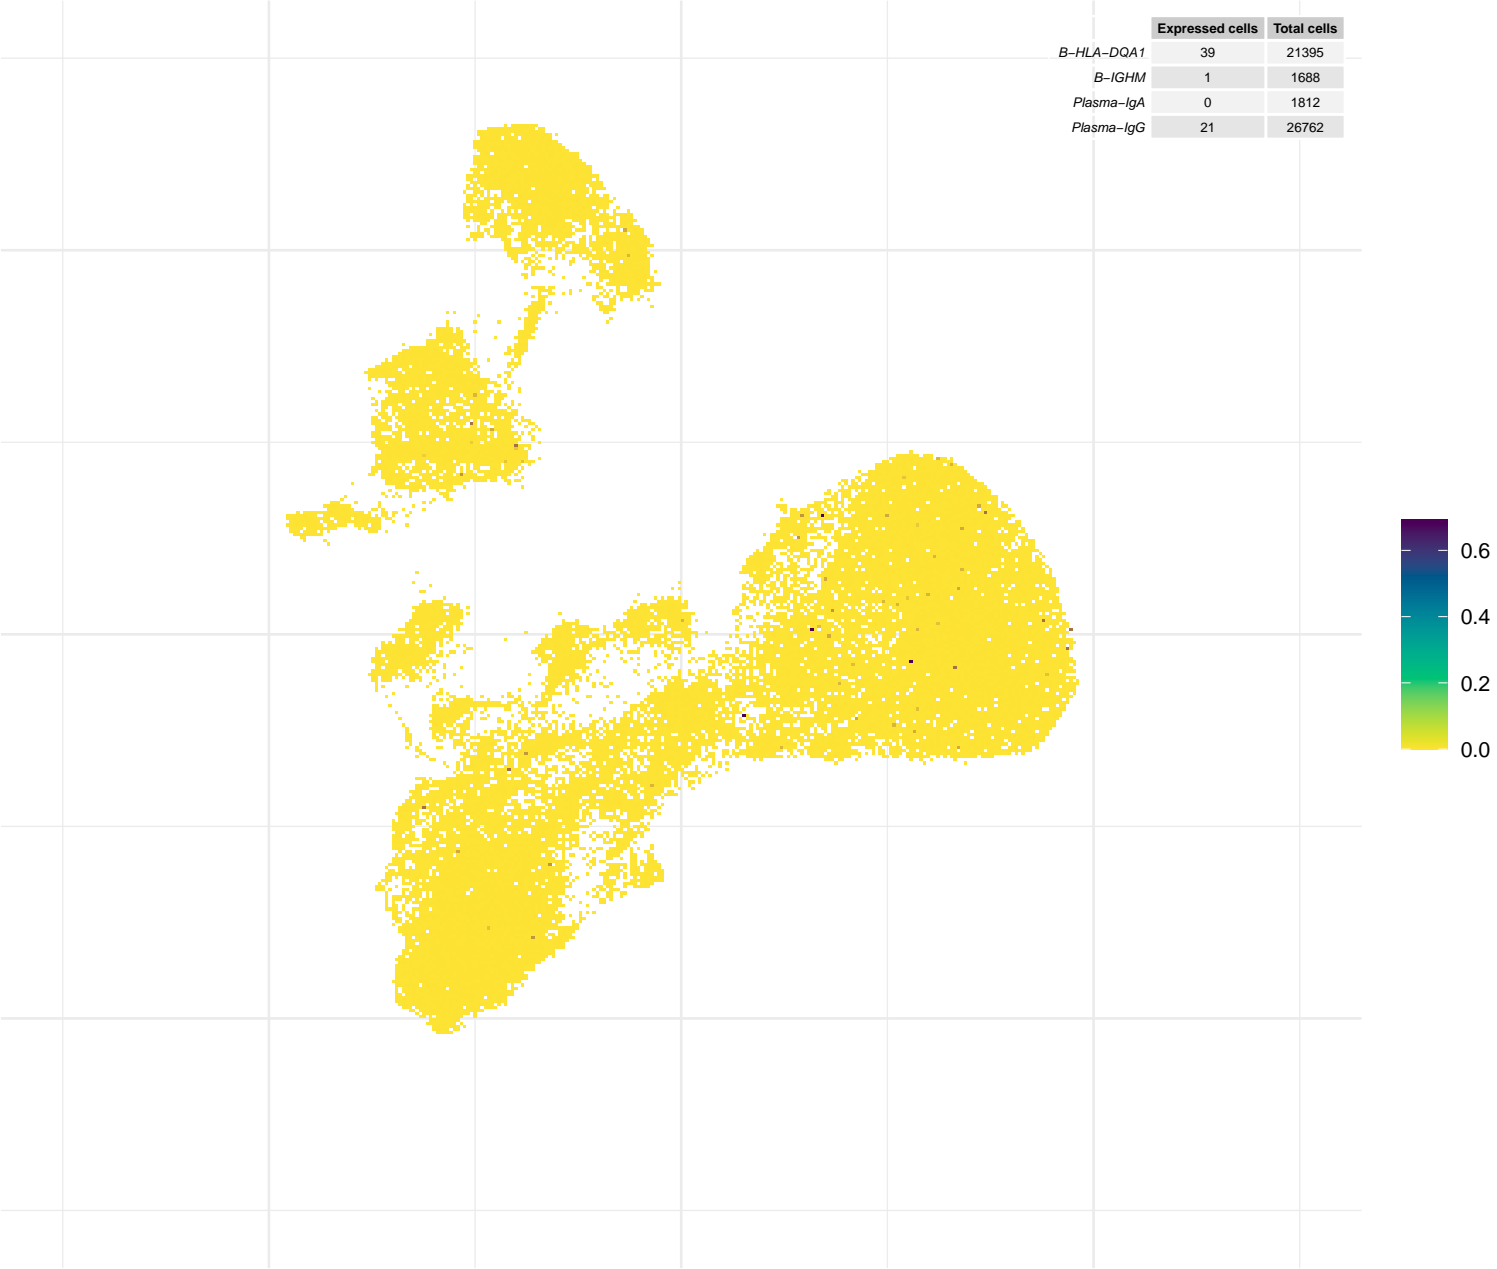 Expressed cells Total cells
B−HLA−DQA1 39 21395
B−IGHM 1 1688
Plasma−IgA 0 1812
Plasma−IgG 21 26762
0.6
0.4
0.2
0.0